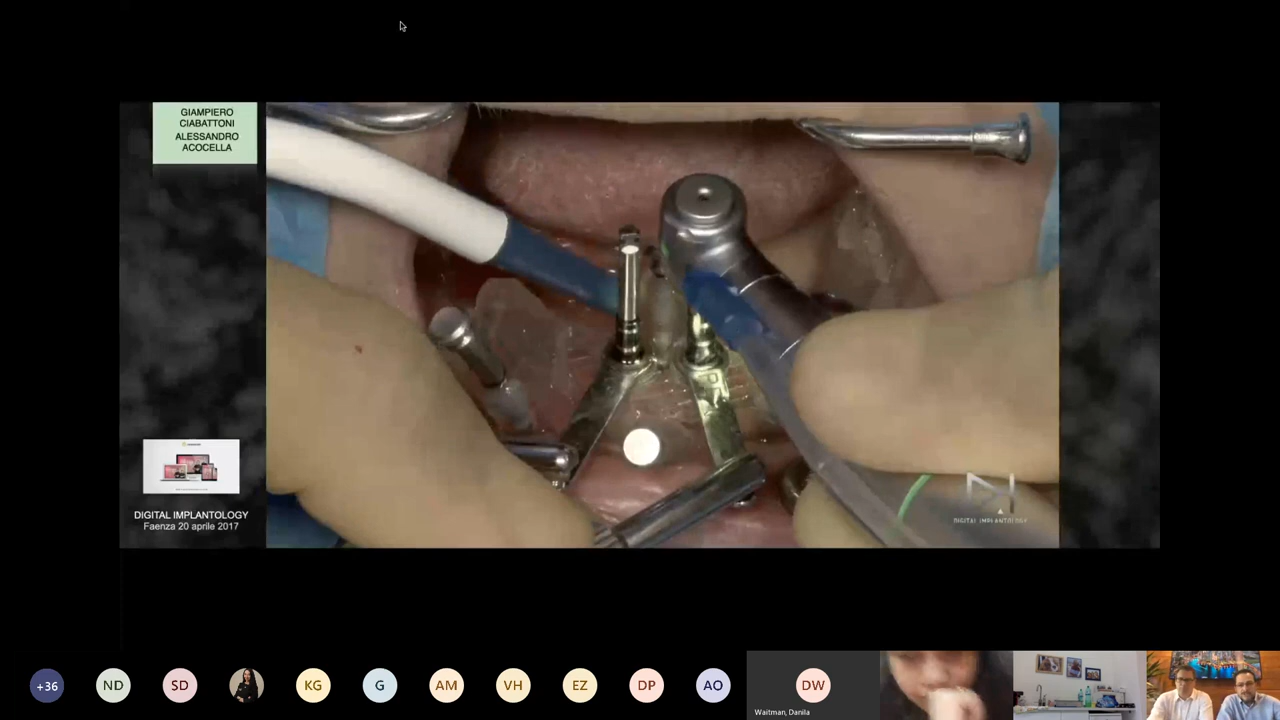 GIAMPIERO
CIABATTONI
ALESSANDRO
ACOCELLA
DIGITAL IMPLANTOLOGY
Faenza 20 aprile 2017
DIGITAL IMPLANTOLOGY
+36
ND
SD
KG
G
AM
VH
EZ
DP
AO
DW
Waitman, Danila